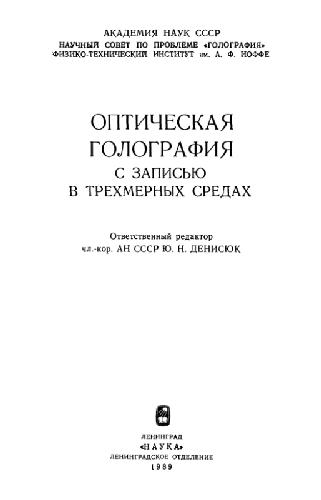 АКАДЕМИЯ НАУК СССР
НАУЧНЫЙ СОВЕТ ПО ПРОБЛЕМЕ «ГОЛОГРАФИЯ»
ФИЗИКО-ТЕХНИЧЕСКИЙ ИНСТИТУТ им. А. Ф. ИОФФЕ
ОПТИЧЕСКАЯ
ГОЛОГРАФИЯ
С ЗАПИСЬЮ
В ТРЕХМЕРНЫХ СРЕДАХ
Ответственный редактор
чл.-кор. АН СССР Ю. Н. ДЕНИСЮК
ЛЕНИНГРАД
«НАУКА»
ЛЕНИНГРАДСКОЕ ОТДЕЛЕНИЕ
1989